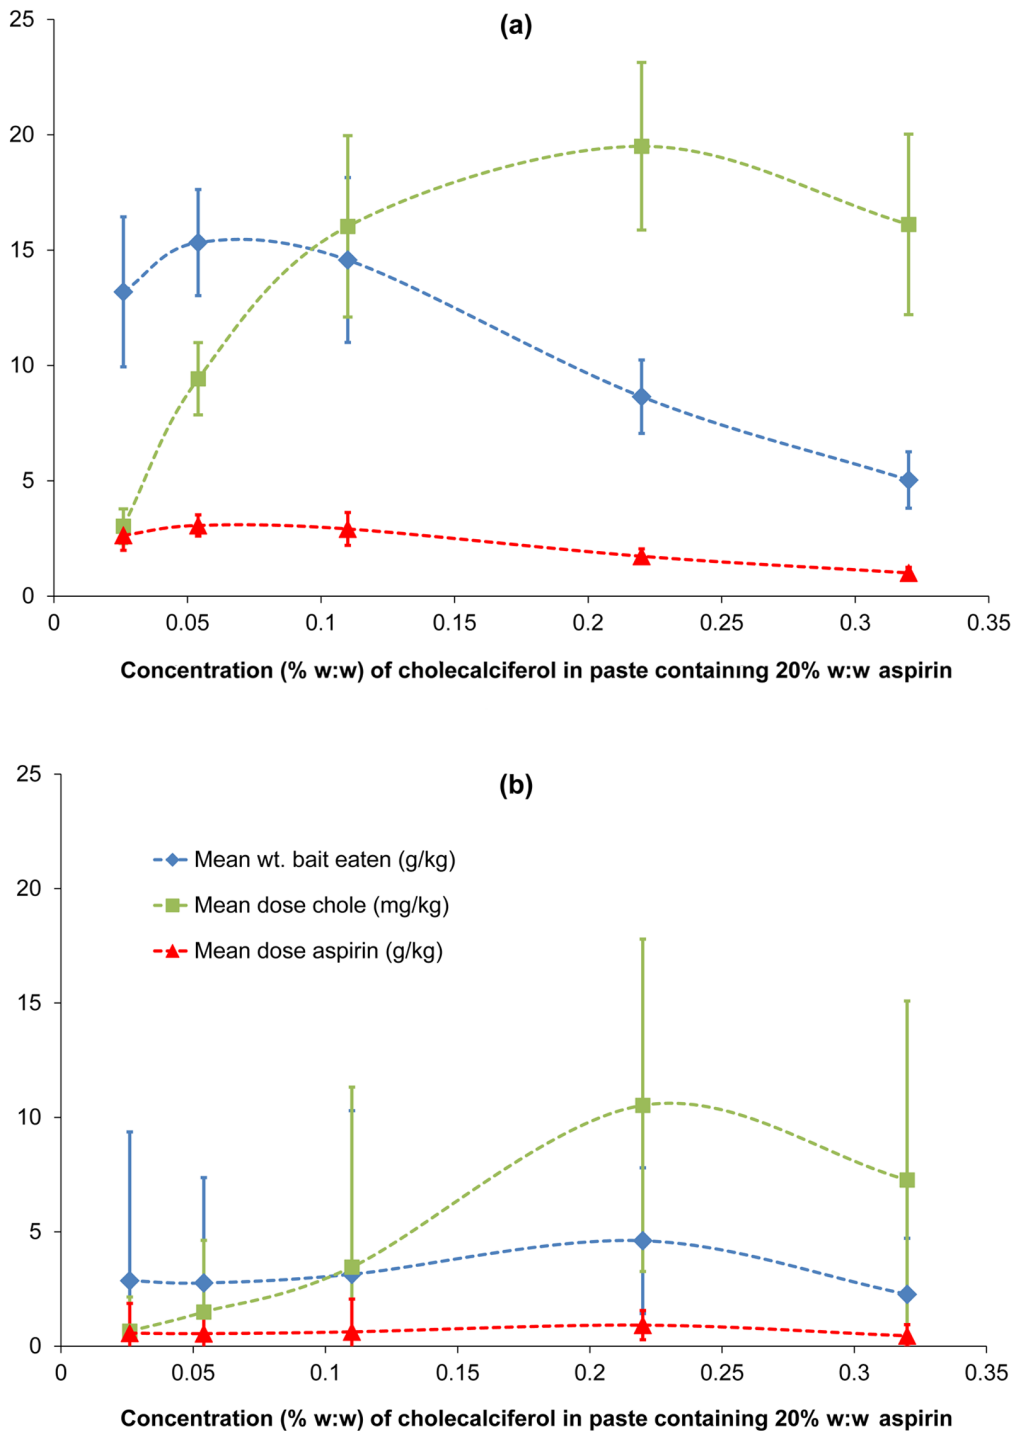 (a)
25
20
15
10
5
0
0 0.05 0.1 0.15 0.2 0.25 0.3 0.35
Concentration (% w:w) of cholecalciferol in paste containing 20% w:w aspirin
(b)
25
20
15
10
5
0
Mean wt. bait eaten (g/kg)
Mean dose chole (mg/kg)
Mean dose aspirin (g/kg)
0 0.05 0.1 0.15 0.2 0.25 0.3 0.35
Concentration (% w:w) of cholecalciferol in paste containing 20% w:w aspirin